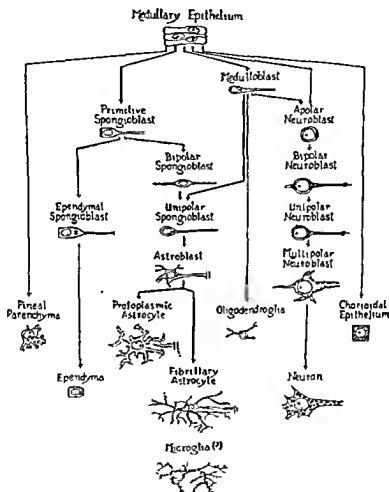 Medullary Epithelium
Medulloblast
Primitive
Spongioblast
Apolar
Neuroblast
Bipolar
Spongioblast
Bipolar
Neuroblast
Ependymal
Spongioblast
Unipolar
Spongioblast
Unipolar
Neuroblast
Astroblast
Multipolar
Neuroblast
Pineal
Parenchyma
Protoplasmic
Astrocyte
Oligodendroglia
Choroidal
Epithelium
Ependyma
Fibrillary
Astrocyte
Neuron
Microglia (?)